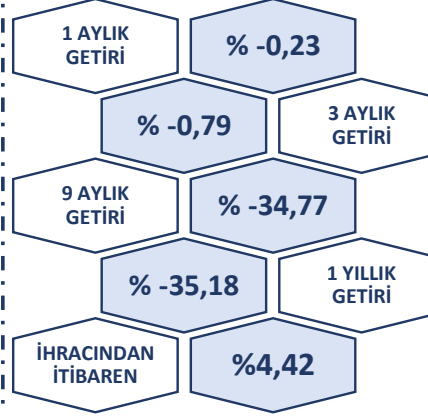 1 AYLIK
GETİRİ
% -0,23
% -0,79
3 AYLIK
GETİRİ
9 AYLIK
GETİRİ
% -34,77
% -35,18
1 YILLIK
GETİRİ
İHRACINDAN
İTİBAREN
%4,42